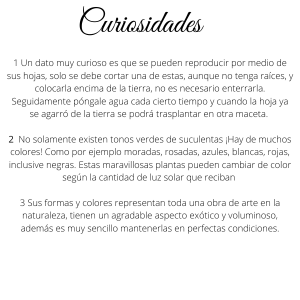 Curiosidades
1 Un dato muy curioso es que se pueden reproducir por medio de
sus hojas, solo se debe cortar una de estas, aunque no tenga raíces, y
colocarla encima de la tierra, no es necesario enterrarla.
Seguidamente póngale agua cada cierto tiempo y cuando la hoja ya
se agarró de la tierra se podrá trasplantar en otra maceta.
2 No solamente existen tonos verdes de suculentas ¡Hay de muchos
colores! Como por ejemplo moradas, rosadas, azules, blancas, rojas,
inclusive negras. Estas maravillosas plantas pueden cambiar de color
según la cantidad de luz solar que reciban
3 Sus formas y colores representan toda una obra de arte en la
naturaleza, tienen un agradable aspecto exótico y voluminoso,
además es muy sencillo mantenerlas en perfectas condiciones.